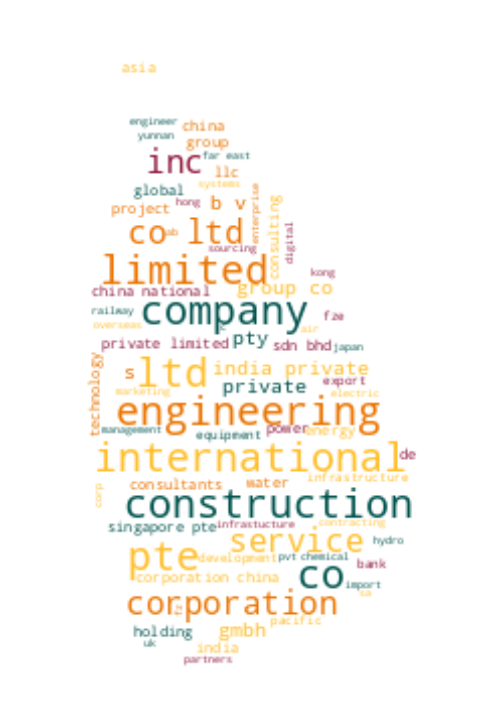 asia
engineer
china
yunnan
group
inc
far east
llc
systems
global
enterprise
hong
b v
consulting
project
co ltd
ab
digital
sourcing
limited
kong
china national
group co
railway
company
fze
overseas
air
private limited
pty
sdn bhd
japan
technology
s
ltd
india private
private
export
marketing
electric
engineering
management
equipment
power
energy
international
de
infrastructure
consultants
water
corp
construction
singapore pte
infrastucture
contracting
service
hydro
pte
development
pvt
chemical
bank
corporation china
co
import
sa
corporation
pacific
holding
gmbh
uk
india
partners